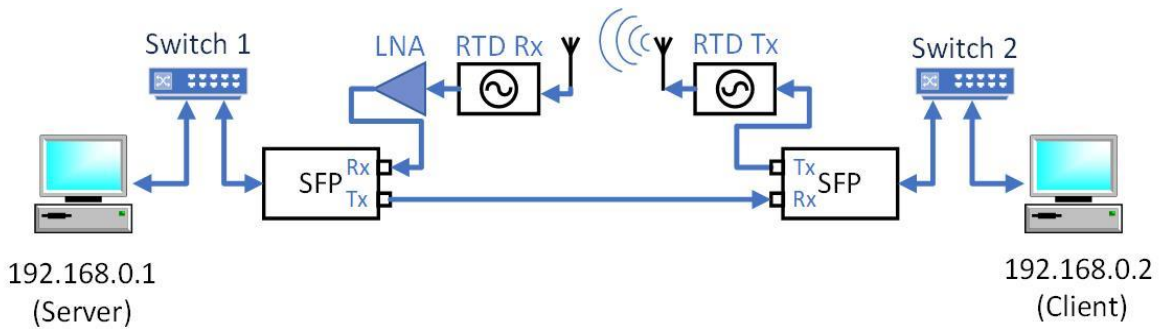 Switch 1
LNA
RTD Rx
RTD Tx
Switch 2
Rx
SFP
Tx
Tx
SFP
Rx
192.168.0.1
(Server)
192.168.0.2
(Client)